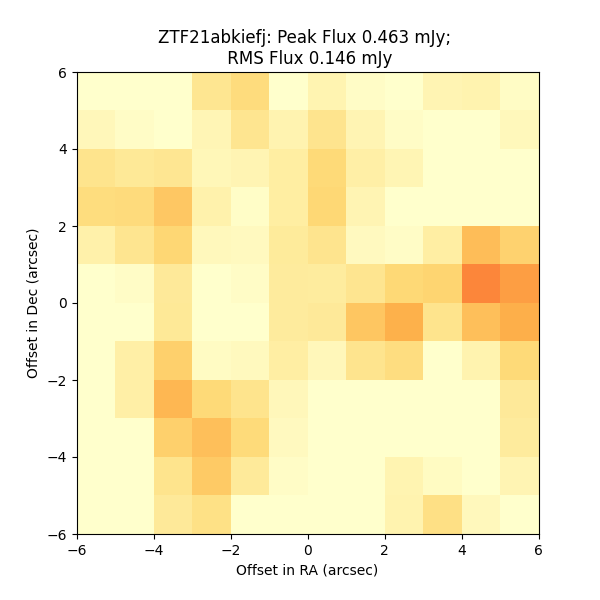 ZTF21abkiefj: Peak Flux 0.463 mJy;
RMS Flux 0.146 mJy
6
4
2
0
−2
−4
−6
Offset in Dec (arcsec)
−6 −4 −2 0 2 4 6
Offset in RA (arcsec)